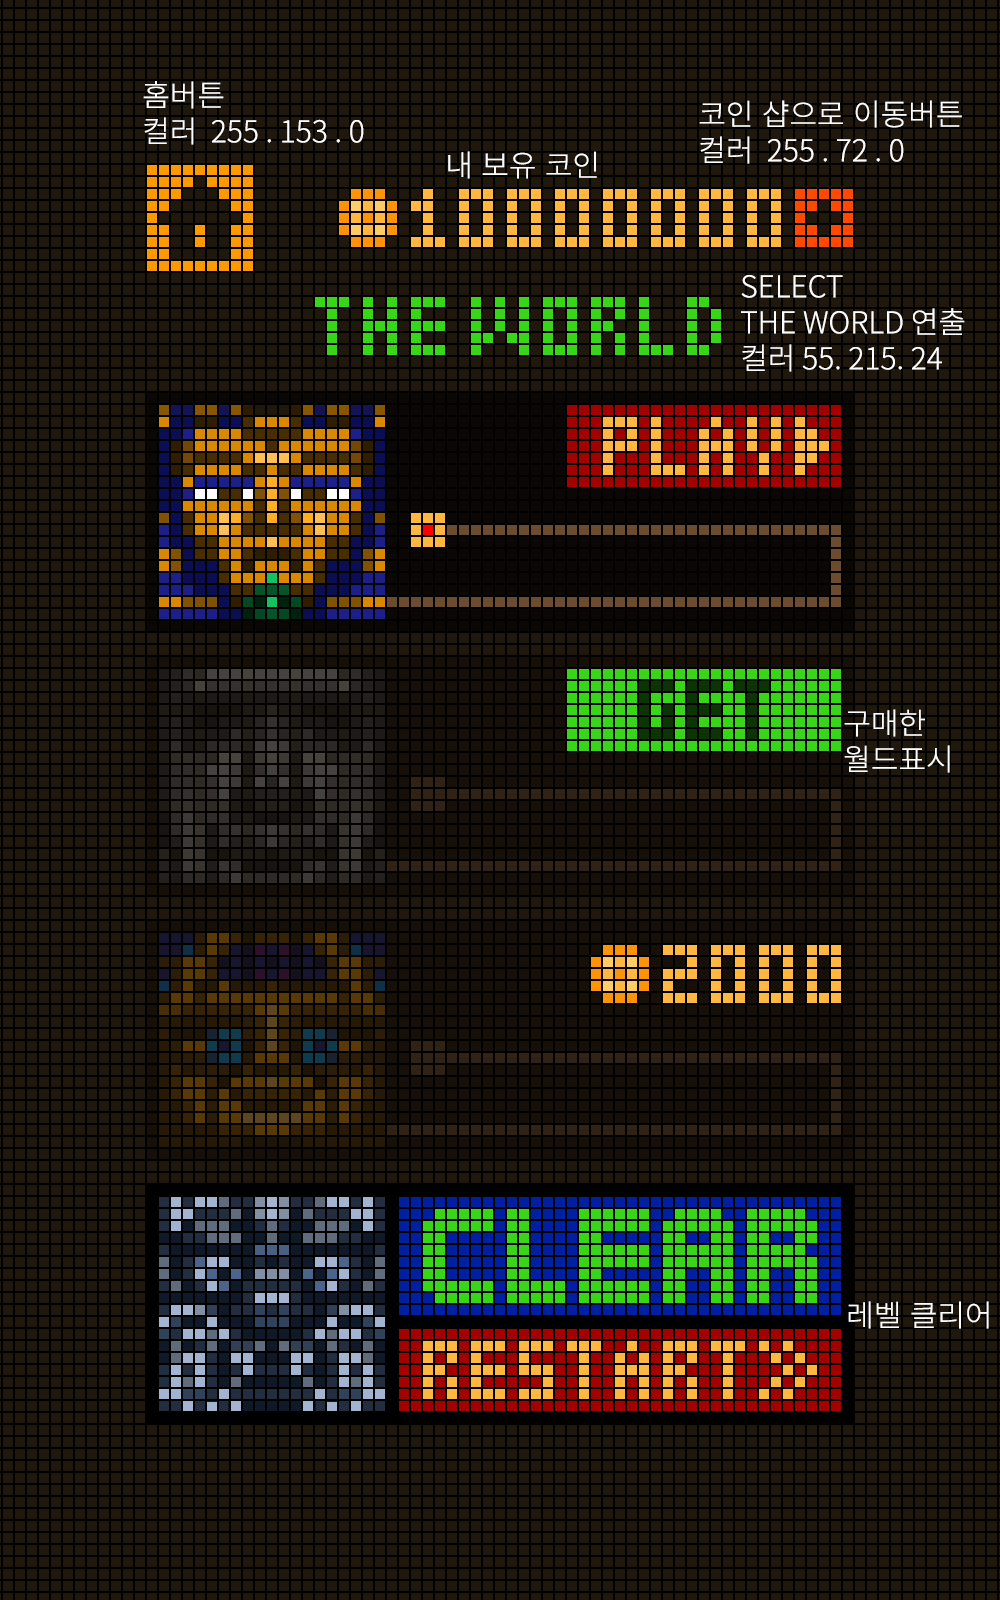 홈버튼
컬러 255 . 153 . 0
코인 샵으로 이동버튼
컬러 255 . 72 . 0
내 보유 코인
10000000
THE WORLD
SELECT
THE WORLD 연출
컬러 55. 215. 24
PLAY
GET
구매한
월드표시
2000
CLEAR
레벨 클리어
RESTART